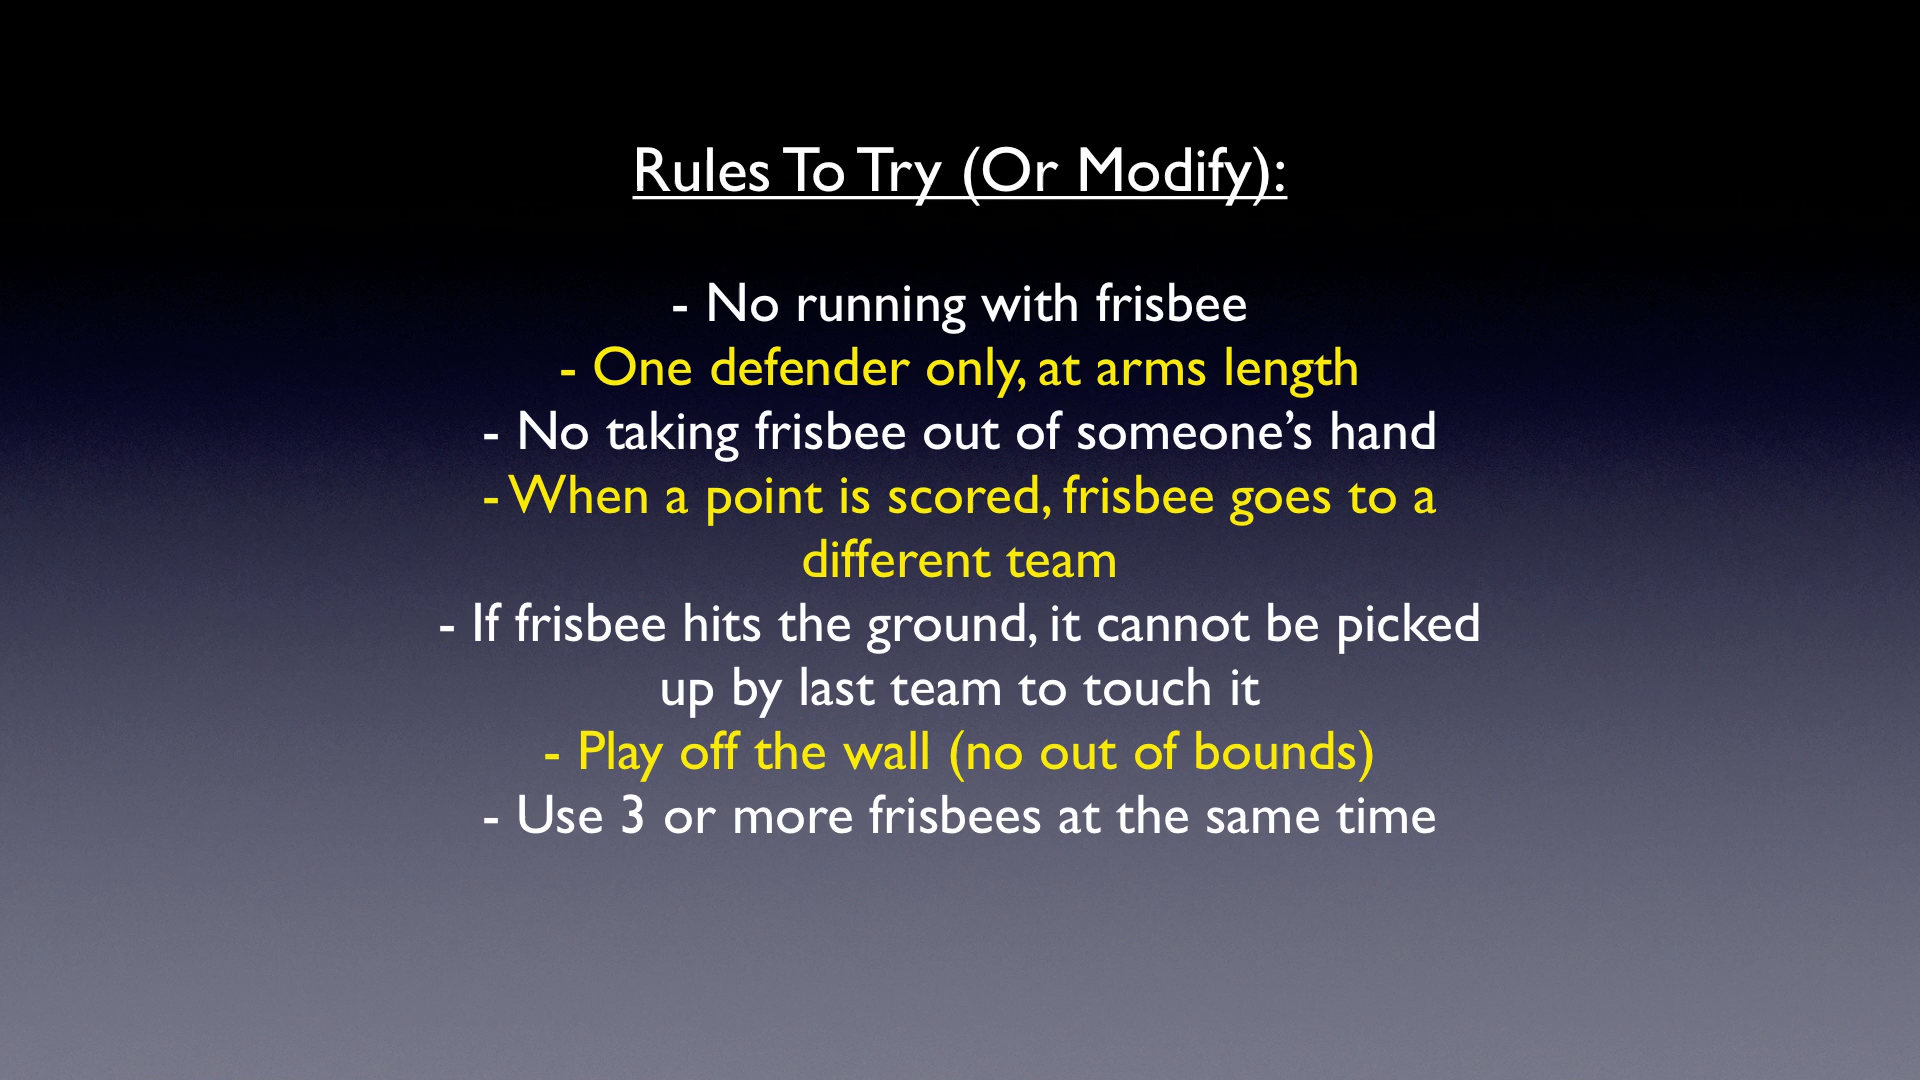 Rules To Try (Or Modify):
- No running with frisbee
- One defender only, at arms length
- No taking frisbee out of someone’s hand
- When a point is scored, frisbee goes to a
different team
- If frisbee hits the ground, it cannot be picked
up by last team to touch it
- Play off the wall (no out of bounds)
- Use 3 or more frisbees at the same time